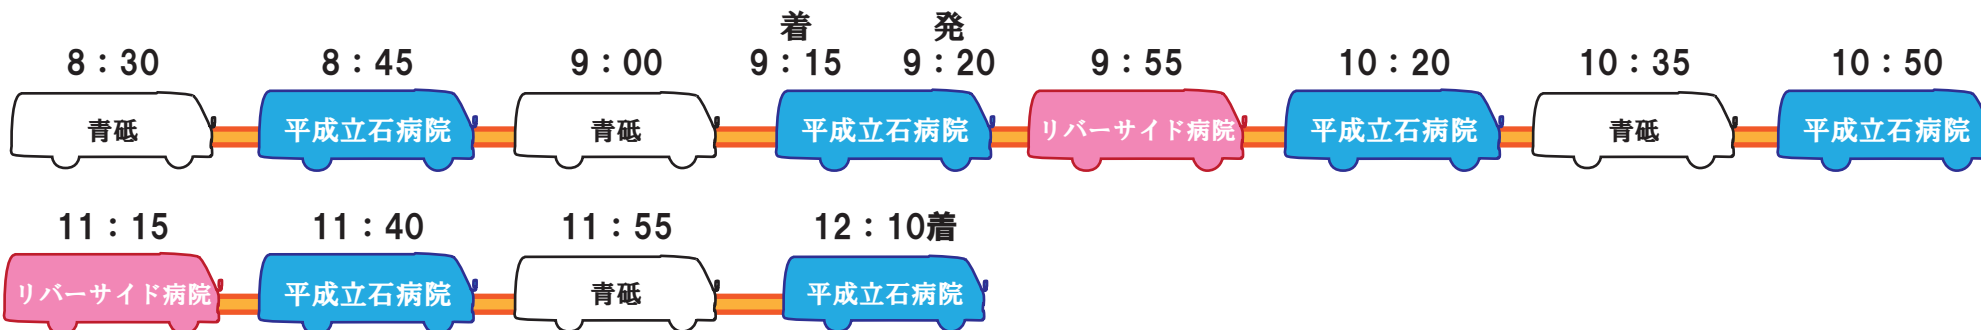 着 発
8：30 8：45 9：00 9：15 9：20 9：55 10：20 10：35 10：50
青砥 平成立石病院 青砥 平成立石病院 リバーサイド病院 平成立石病院 青砥 平成立石病院
11：15 11：40 11：55 12：10着
リバーサイド病院 平成立石病院 青砥 平成立石病院